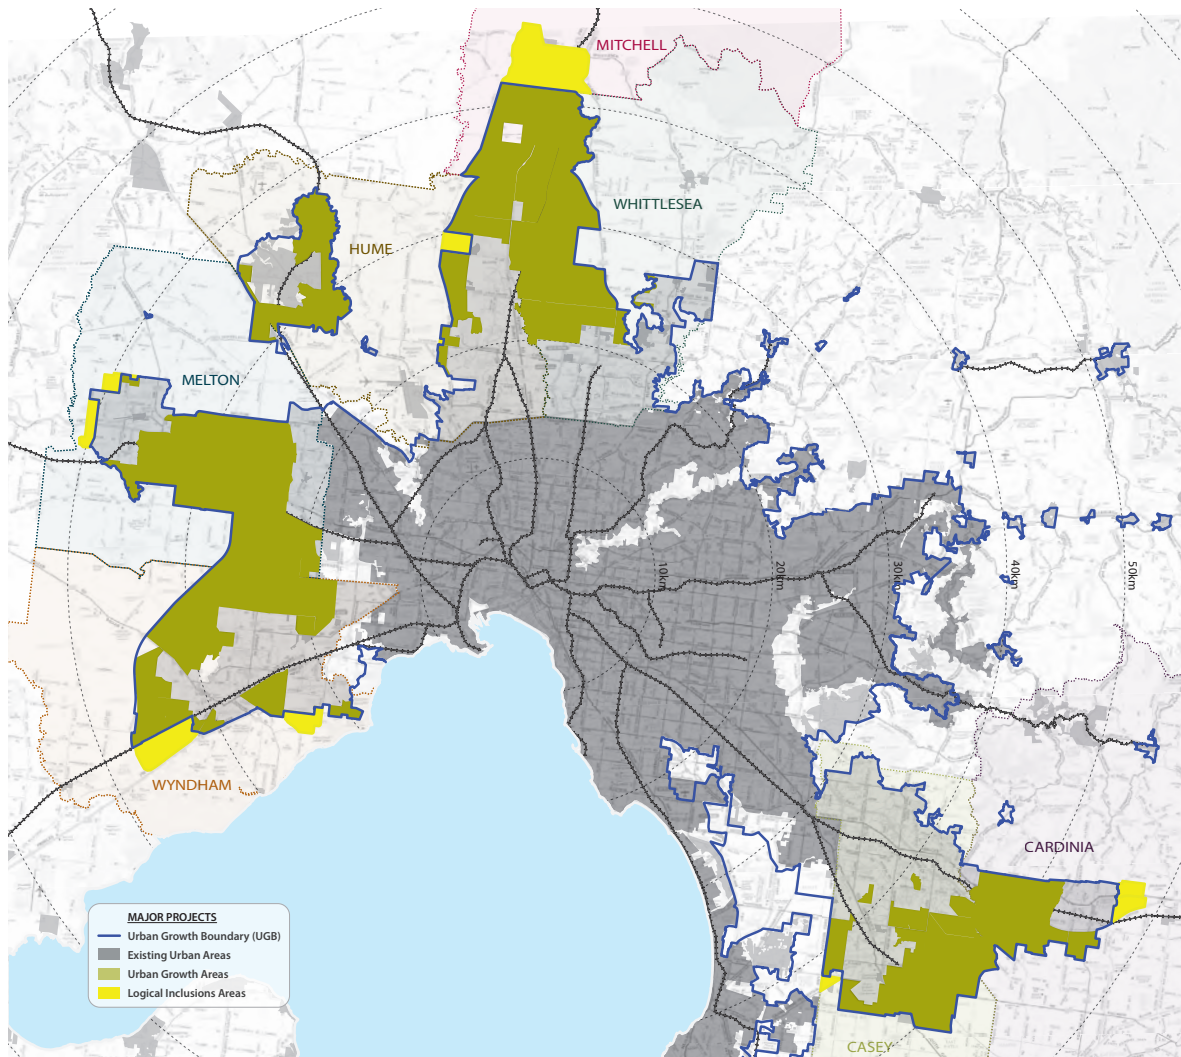 MITCHELL
WHITTLESEA
HUME
MELTON
10km
20km
30km
40km
50km
WYNDHAM
CARDINIA
CASEY
MAJOR PROJECTS
Urban Growth Boundary (UGB)
Existing Urban Areas
Urban Growth Areas
Logical Inclusions Areas